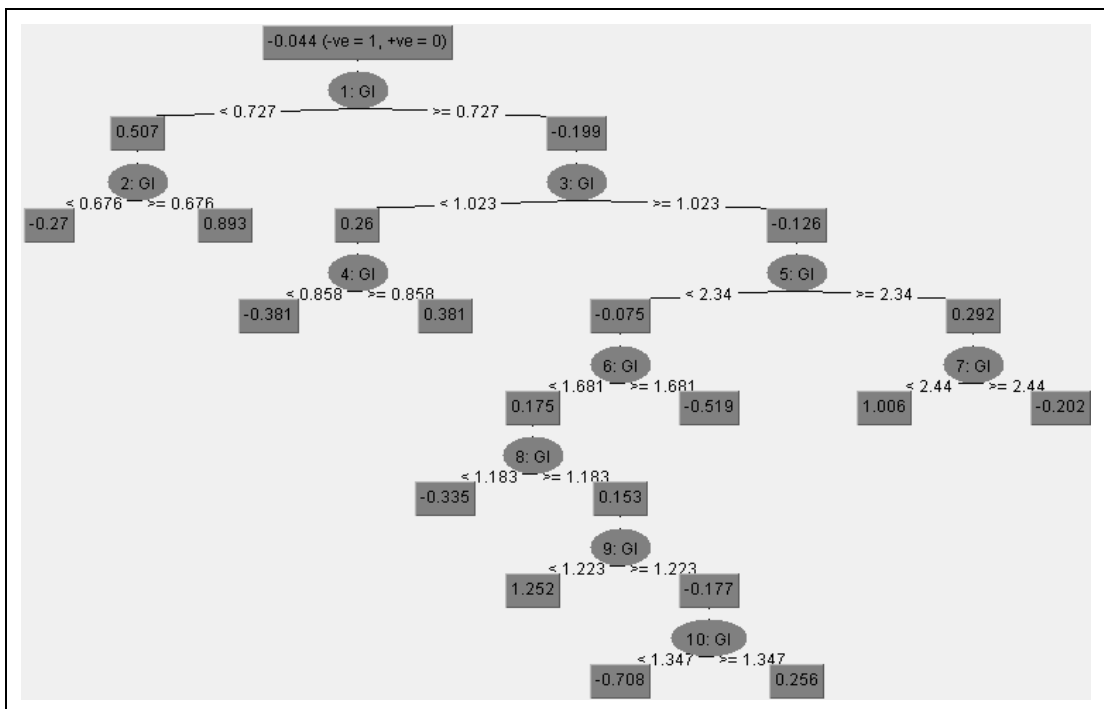 -0.044 (-ve = 1, +ve = 0)
1: GI
< 0.727 >= 0.727
0.507 -0.199
2: GI 3: GI
< 0.676 >= 0.676 < 1.023 >= 1.023
-0.27 0.893 0.26 -0.126
4: GI 5: GI
< 0.858 >= 0.858 < 2.34 >= 2.34
-0.381 0.381 -0.075 0.292
6: GI 7: GI
< 1.681 >= 1.681 < 2.44 >= 2.44
0.175 -0.519 1.006 -0.202
8: GI
< 1.183 >= 1.183
-0.335 0.153
9: GI
< 1.223 >= 1.223
1.252 -0.177
10: GI
< 1.347 >= 1.347
-0.708 0.256